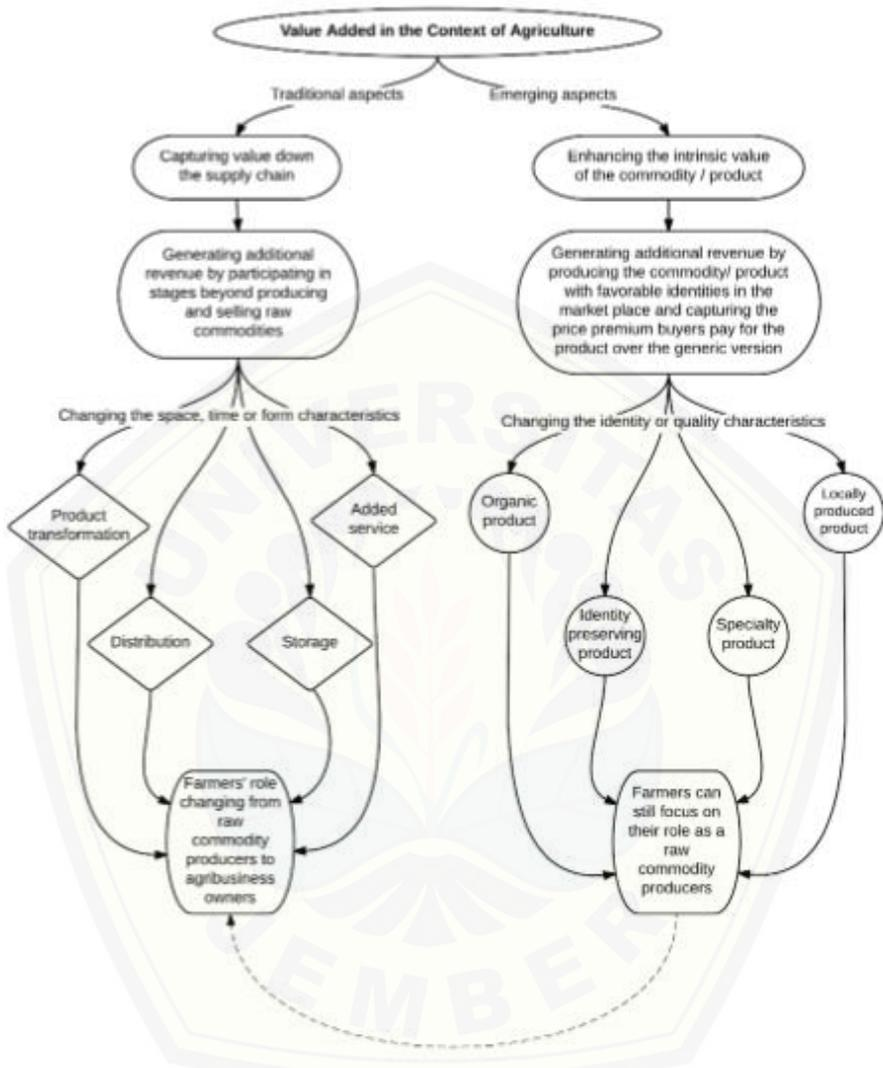 Value Added in the Context of Agriculture
Traditional aspects
Emerging aspects
Capturing value down
the supply chain
Enhancing the intrinsic value
of the commodity / product
Generating additional
revenue by participating in
stages beyond producing
and selling raw
commodities
Generating additional revenue by
producing the commodity/ product
with favorable identities in the
market place and capturing the
price premium buyers pay for the
product over the generic version
Changing the space, time or form characteristics
Changing the identity or quality characteristics
Product
transformation
Added
service
Organic
product
Locally
produced
product
Distribution
Storage
Identity
preserving
product
Specialty
product
Farmers' role
changing from
raw
commodity
producers to
agribusiness
owners
Farmers can
still focus on
their role as a
raw
commodity
producers
UNIVERSITAS
JEMBER